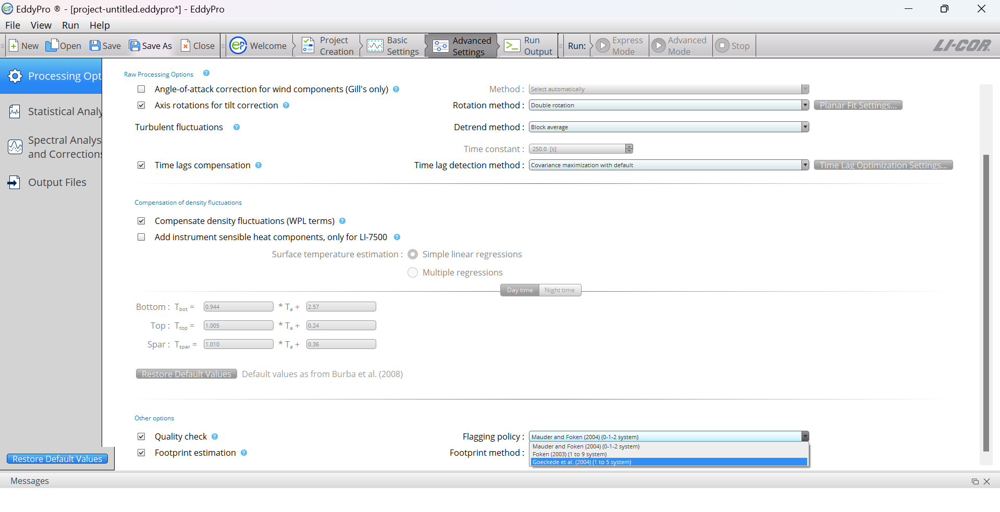 EddyPro ® - [project-untitled.eddypro*] - EddyPro
File View Run Help
New Open Save Save As Close Welcome Project Creation Basic Settings Advanced Settings Run Output Run: Express Mode Advanced Mode Stop LI-COR
Processing Opt
Statistical Analy
Spectral Analys
and Corrections
Output Files
Restore Default Values
Raw Processing Options ?
Angle-of-attack correction for wind components (Gill's only) ? Method : Select automatically
Axis rotations for tilt correction ? Rotation method : Double rotation Planar Fit Settings...
Turbulent fluctuations ? Detrend method : Block average
Time constant : 250.0 [s]
Time lags compensation ? Time lag detection method : Covariance maximization with default Time Lag Optimization Settings...
Compensation of density fluctuations
Compensate density fluctuations (WPL terms) ?
Add instrument sensible heat components, only for LI-7500 ?
Surface temperature estimation : Simple linear regressions
Multiple regressions
Day time Night time
Bottom : Tbot = 0.944 * Ta + 2.57
Top : Ttop = 1.005 * Ta + 0.24
Spar : Tspar = 1.010 * Ta + 0.36
Restore Default Values Default values as from Burba et al. (2008)
Other options
Quality check ? Flagging policy : Mauder and Foken (2004) (0-1-2 system)
Mauder and Foken (2004) (0-1-2 system)
Footprint estimation ? Footprint method : Foken (2003) (1 to 9 system)
Goeckede et al. (2004) (1 to 5 system)
Messages